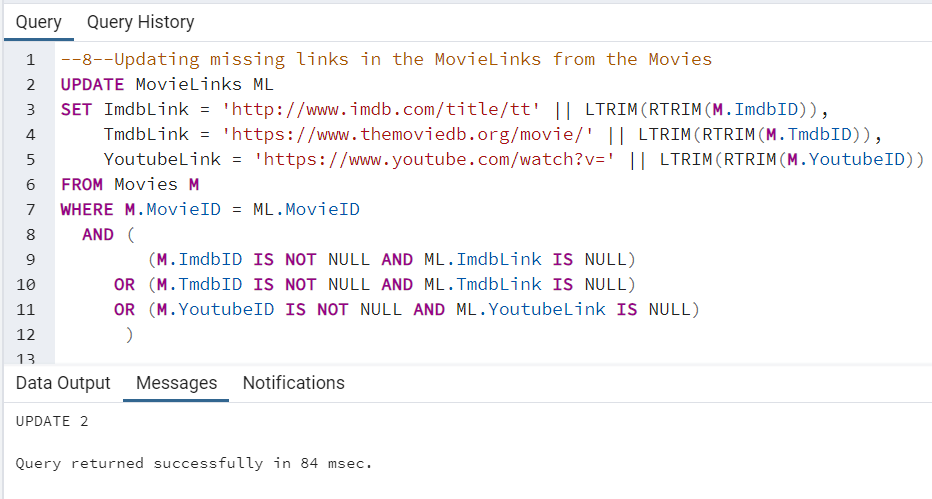 Query Query History
1 --8--Updating missing links in the MovieLinks from the Movies
2 UPDATE MovieLinks ML
3 SET ImdbLink = 'http://www.imdb.com/title/tt' || LTRIM(RTRIM(M.ImdbID)),
4 TmdbLink = 'https://www.themoviedb.org/movie/' || LTRIM(RTRIM(M.TmdbID)),
5 YoutubeLink = 'https://www.youtube.com/watch?v=' || LTRIM(RTRIM(M.YoutubeID))
6 FROM Movies M
7 WHERE M.MovieID = ML.MovieID
8 AND (
9 (M.ImdbID IS NOT NULL AND ML.ImdbLink IS NULL)
10 OR (M.TmdbID IS NOT NULL AND ML.TmdbLink IS NULL)
11 OR (M.YoutubeID IS NOT NULL AND ML.YoutubeLink IS NULL)
12 )
13
Data Output Messages Notifications
UPDATE 2
Query returned successfully in 84 msec.